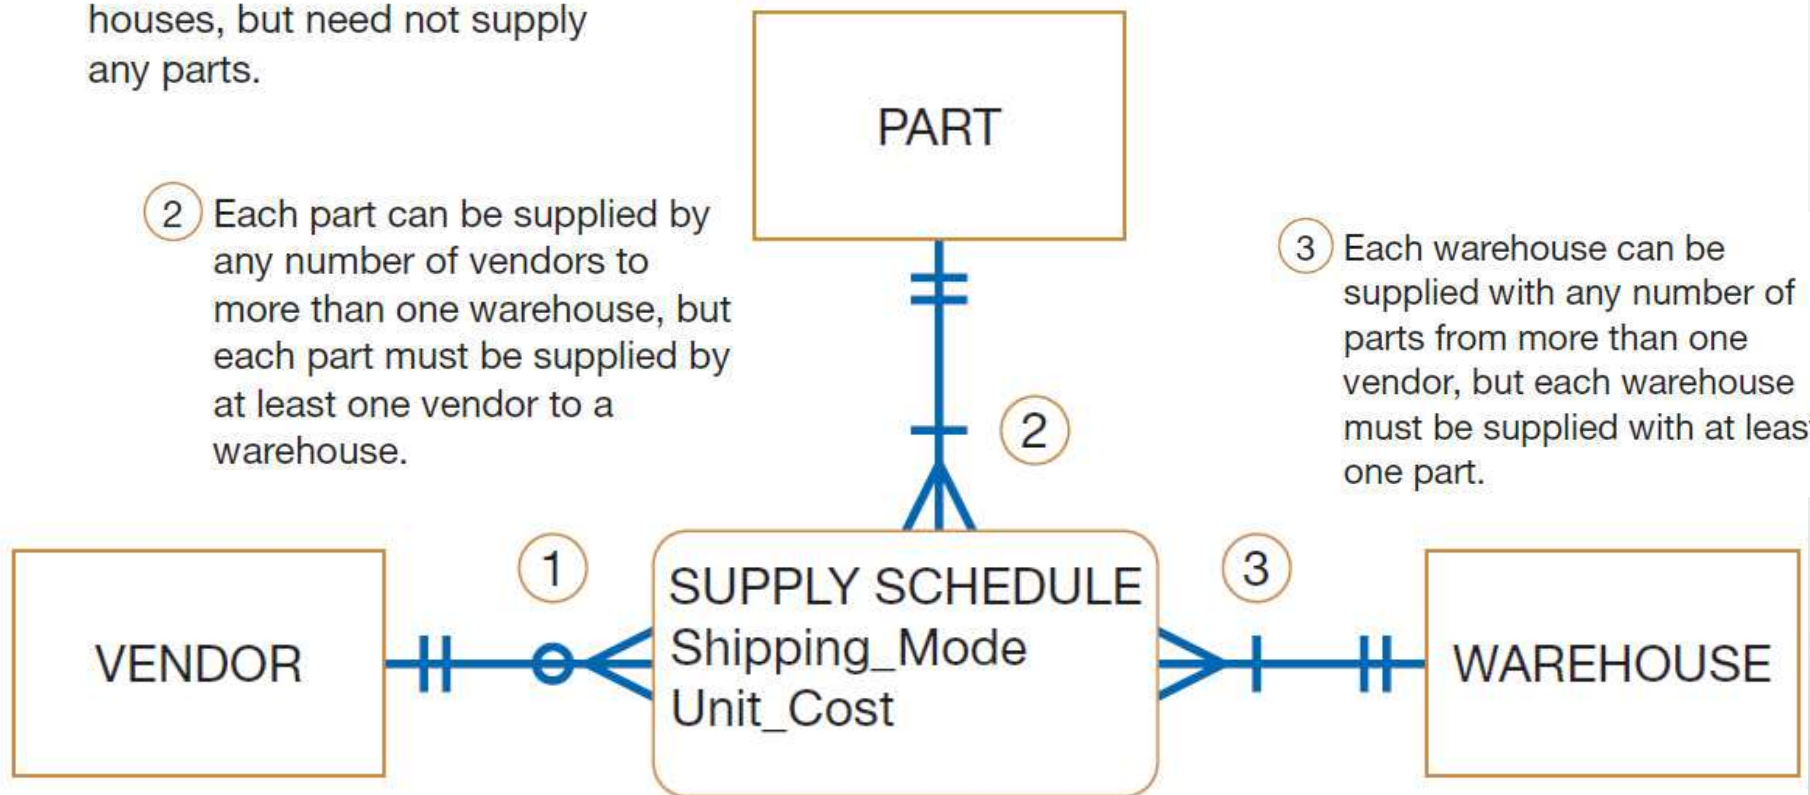 houses, but need not supply
any parts.
PART
2 Each part can be supplied by
any number of vendors to
more than one warehouse, but
each part must be supplied by
at least one vendor to a
warehouse.
3 Each warehouse can be
supplied with any number of
parts from more than one
vendor, but each warehouse
must be supplied with at least
one part.
2
1
3
VENDOR
SUPPLY SCHEDULE
Shipping_Mode
Unit_Cost
WAREHOUSE